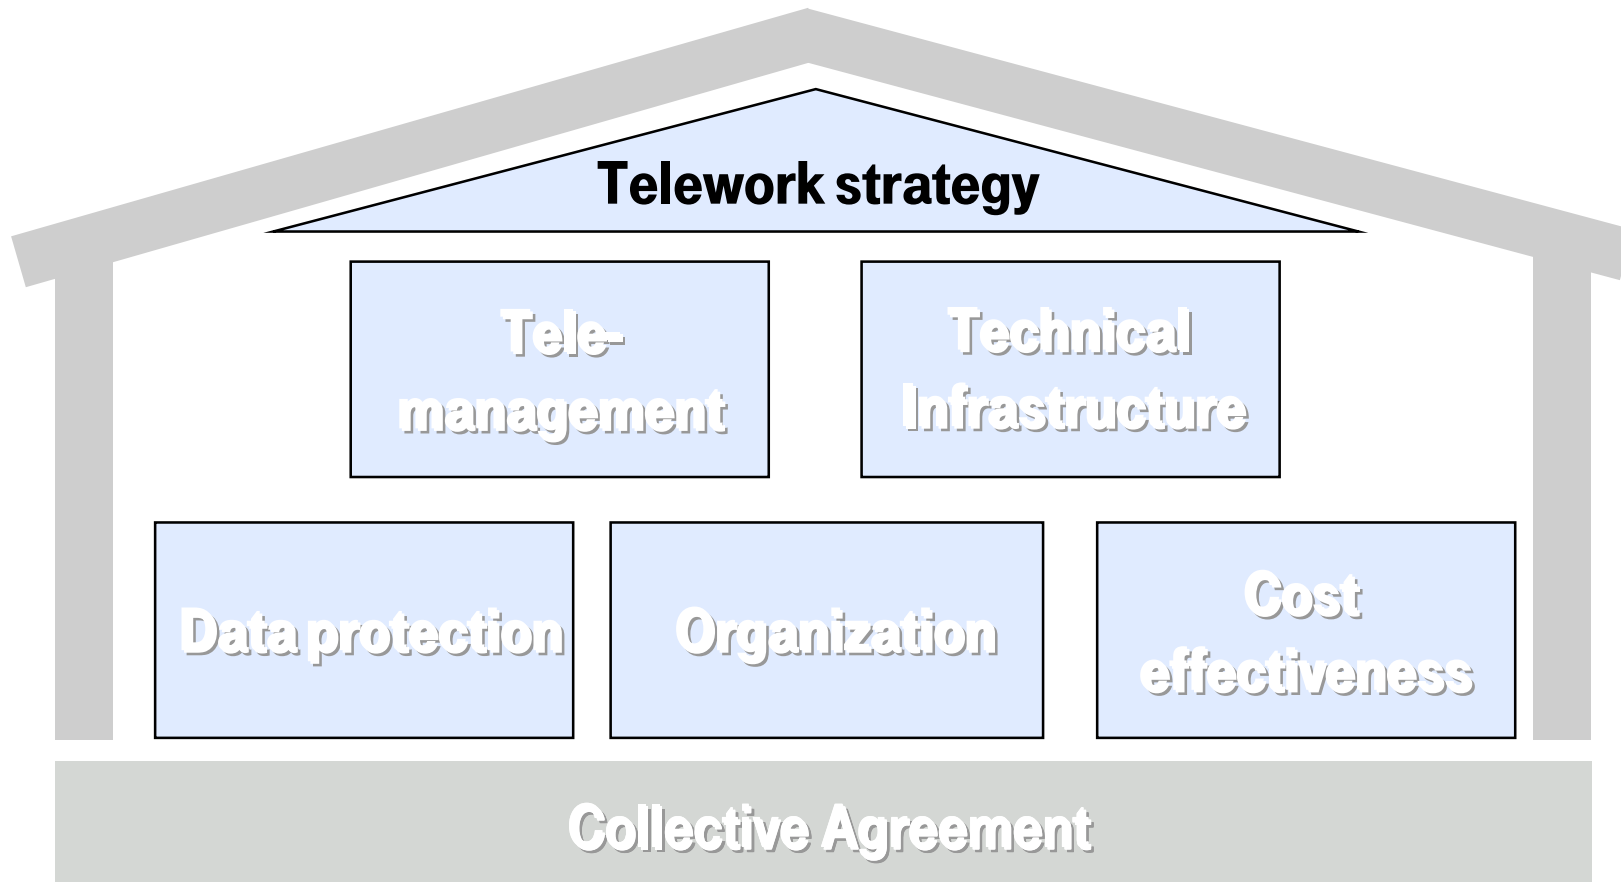 Telework strategy
Tele-
management
Technical
Infrastructure
Data protection
Organization
Cost
effectiveness
Collective Agreement